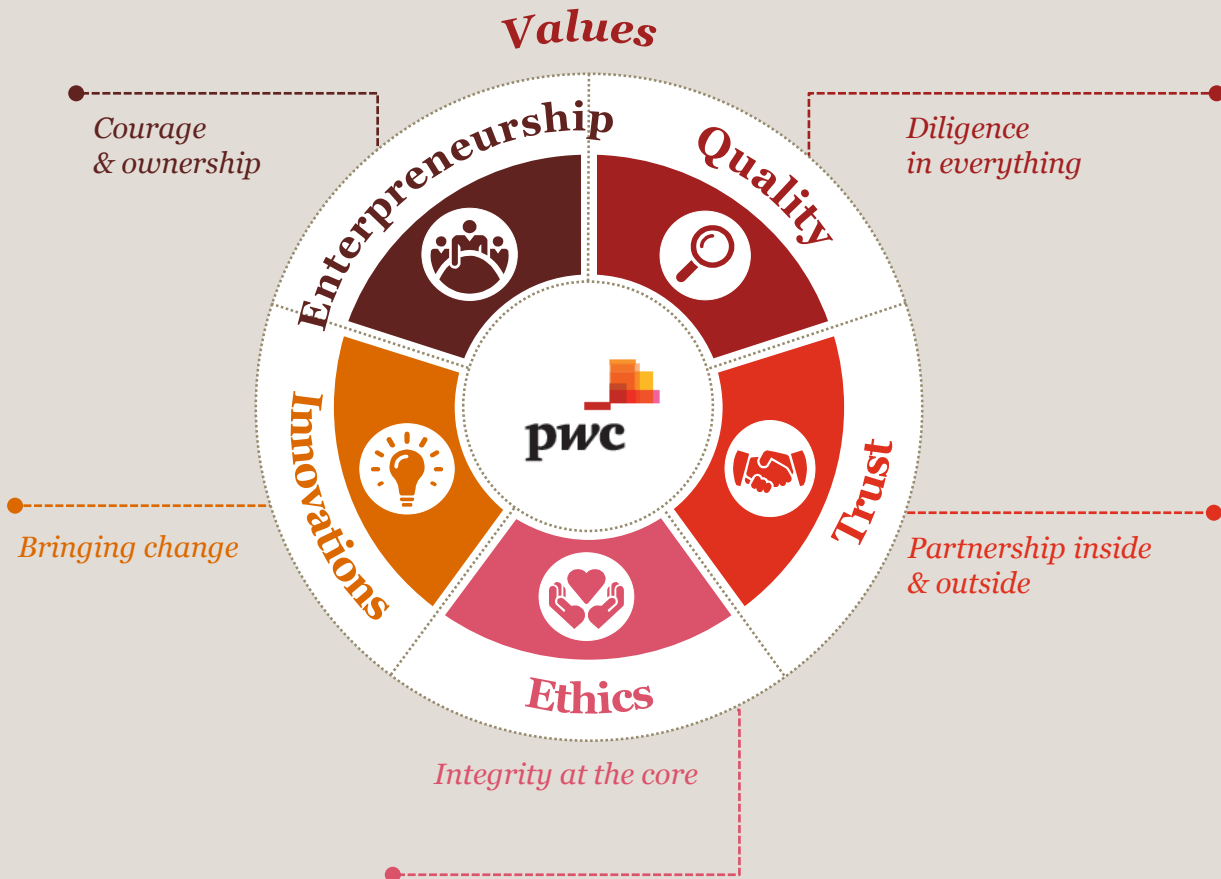 Values
Courage
& ownership
Entrepreneurship
Quality
Diligence
in everything
pwc
Innovations
Bringing change
Trust
Partnership inside
& outside
Ethics
Integrity at the core